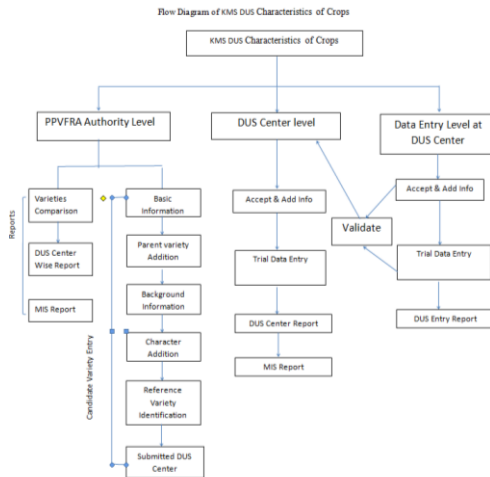 Flow Diagram of KMS DUS Characteristics of Crops
KMS DUS Characteristics of Crops
PPVFRA Authority Level
DUS Center level
Data Entry Level at
DUS Center
Reports
Varieties
Comparison
DUS Center
Wise Report
MIS Report
Candidate Variety Entry
Basic
Information
Parent variety
Addition
Background
Information
Character
Addition
Reference
Variety
Identification
Submitted DUS
Center
Accept & Add Info
Trial Data Entry
DUS Center Report
MIS Report
Validate
Accept & Add Info
Trial Data Entry
DUS Entry Report